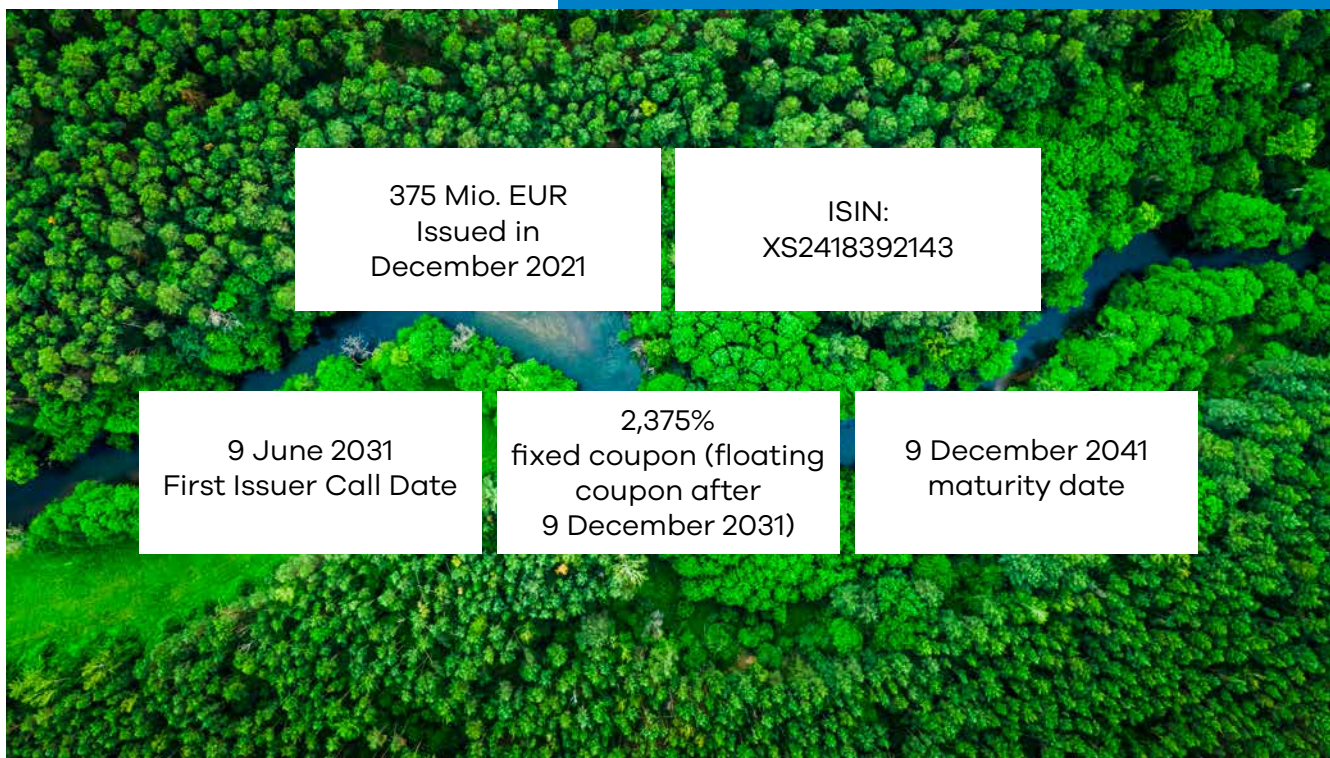 375 Mio. EUR
Issued in
December 2021
ISIN:
XS2418392143
9 June 2031
First Issuer Call Date
2,375%
fixed coupon (floating
coupon after
9 December 2031)
9 December 2041
maturity date